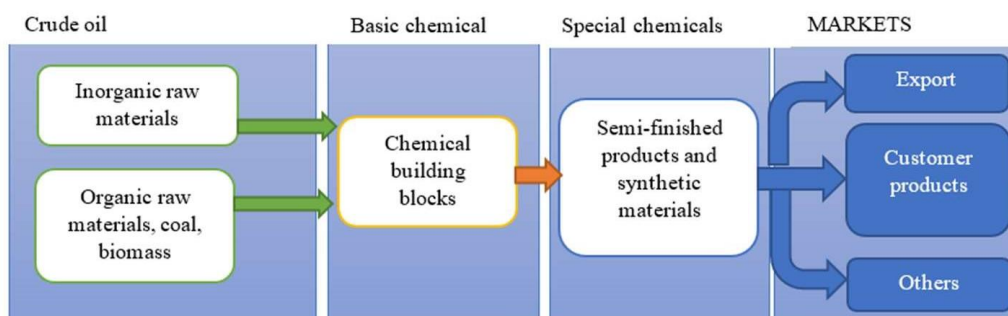 Crude oil
Basic chemical
Special chemicals
MARKETS
Inorganic raw
materials
Organic raw
materials, coal,
biomass
Chemical
building
blocks
Semi-finished
products and
synthetic
materials
Export
Customer
products
Others